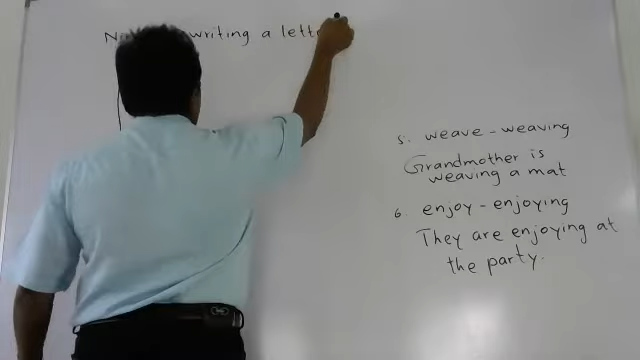 writing a
5. weave - weaving
Grandmother is
weaving a mat
6 enjoy - enjoying
They are enjoying at
the party.